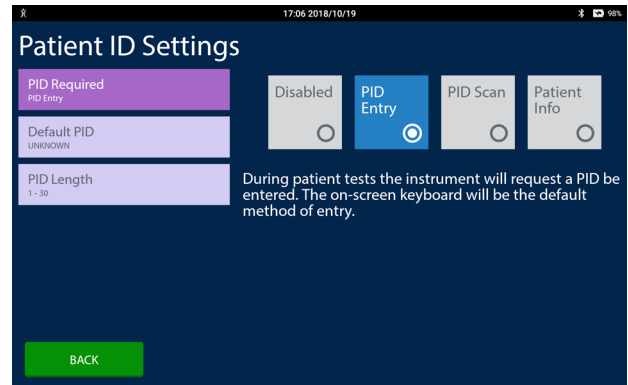 17:06 2018/10/19
98%
Patient ID Settings
PID Required
PID Entry
Default PID
UNKNOWN
PID Length
1 - 30
Disabled
PID
Entry
PID Scan
Patient
Info
During patient tests the instrument will request a PID be
entered. The on-screen keyboard will be the default
method of entry.
BACK